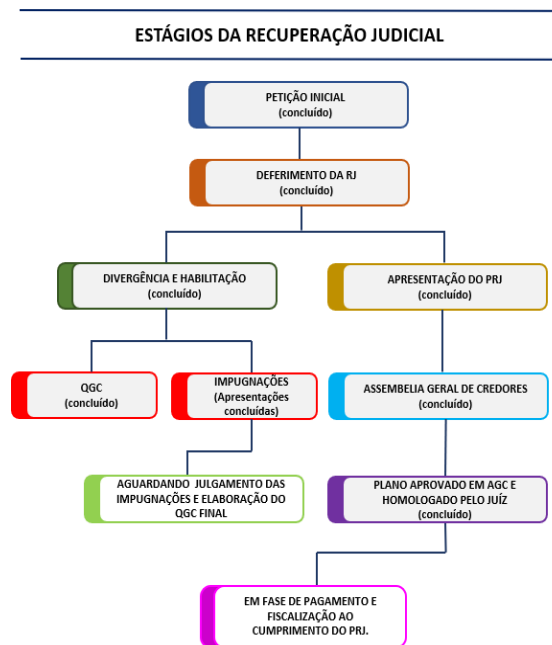 ESTÁGIOS DA RECUPERAÇÃO JUDICIAL
PETIÇÃO INICIAL
(concluído)
DEFERIMENTO DA RJ
(concluído)
DIVERGÊNCIA E HABILITAÇÃO
(concluído)
APRESENTAÇÃO DO PRJ
(concluído)
QGC
(concluído)
IMPUGNAÇÕES
(Apresentações
concluídas)
ASSEMBELIA GERAL DE CREDORES
(concluído)
AGUARDANDO JULGAMENTO DAS
IMPUGNAÇÕES E ELABORAÇÃO DO
QGC FINAL
PLANO APROVADO EM AGC E
HOMOLOGADO PELO JUÍZ
(concluído)
EM FASE DE PAGAMENTO E
FISCALIZAÇÃO AO
CUMPRIMENTO DO PRJ.